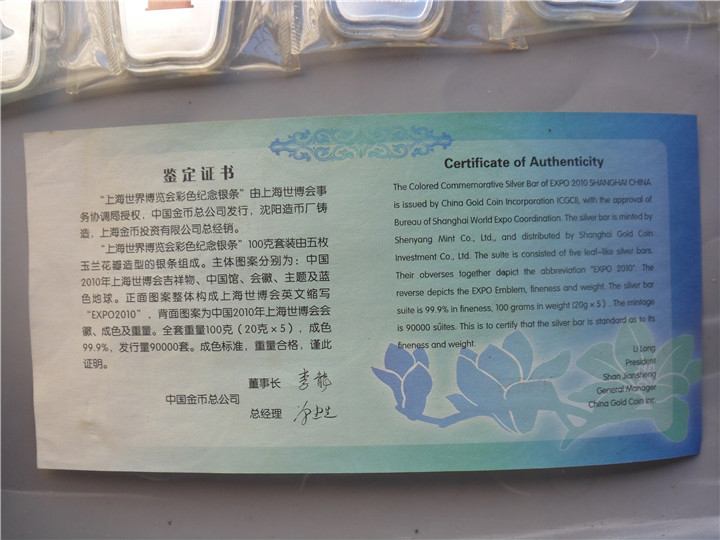 鉴定证书
“上海世界博览会彩色纪念银条”由上海世博会事
务协调局授权，中国金币总公司发行，沈阳造币厂铸
造，上海金币投资有限公司总经销。
“上海世界博览会彩色纪念银条”100克套装由五枚
玉兰花瓣造型的银条组成。主体图案分别为：中国
2010年上海世博会吉祥物、中国馆、会徽、主题及蓝
色地球。正面图案整体构成上海世博会英文缩写
“EXPO2010”，背面图案为中国2010年上海世博会会
徽、成色及重量。全套重量100克（20克×5），成色
99.9%，发行量90000套。成色标准，重量合格，谨此
证明。
董事长
中国金币总公司
总经理
Certificate of Authenticity
The Colored Commemorative Silver Bar of EXPO 2010 SHANGHAI CHINA
is issued by China Gold Coin Incorporation (CGCI), with the approval of
Bureau of Shanghai World Expo Coordination. The silver bar is minted by
Shenyang Mint Co., Ltd., and distributed by Shanghai Gold Coin
Investment Co., Ltd. The suite is consisted of five leaf-like silver bars.
Their obverses together depict the abbreviation "EXPO 2010". The
reverse depicts the EXPO Emblem, fineness and weight. The silver bar
suite is 99.9% in fineness, 100 grams in weight (20g×5). The mintage
is 90000 suites. This is to certify that the silver bar is standard as to its
fineness and weight.
Li Long
President
Shan Jiansheng
General Manager
China Gold Coin Inc.